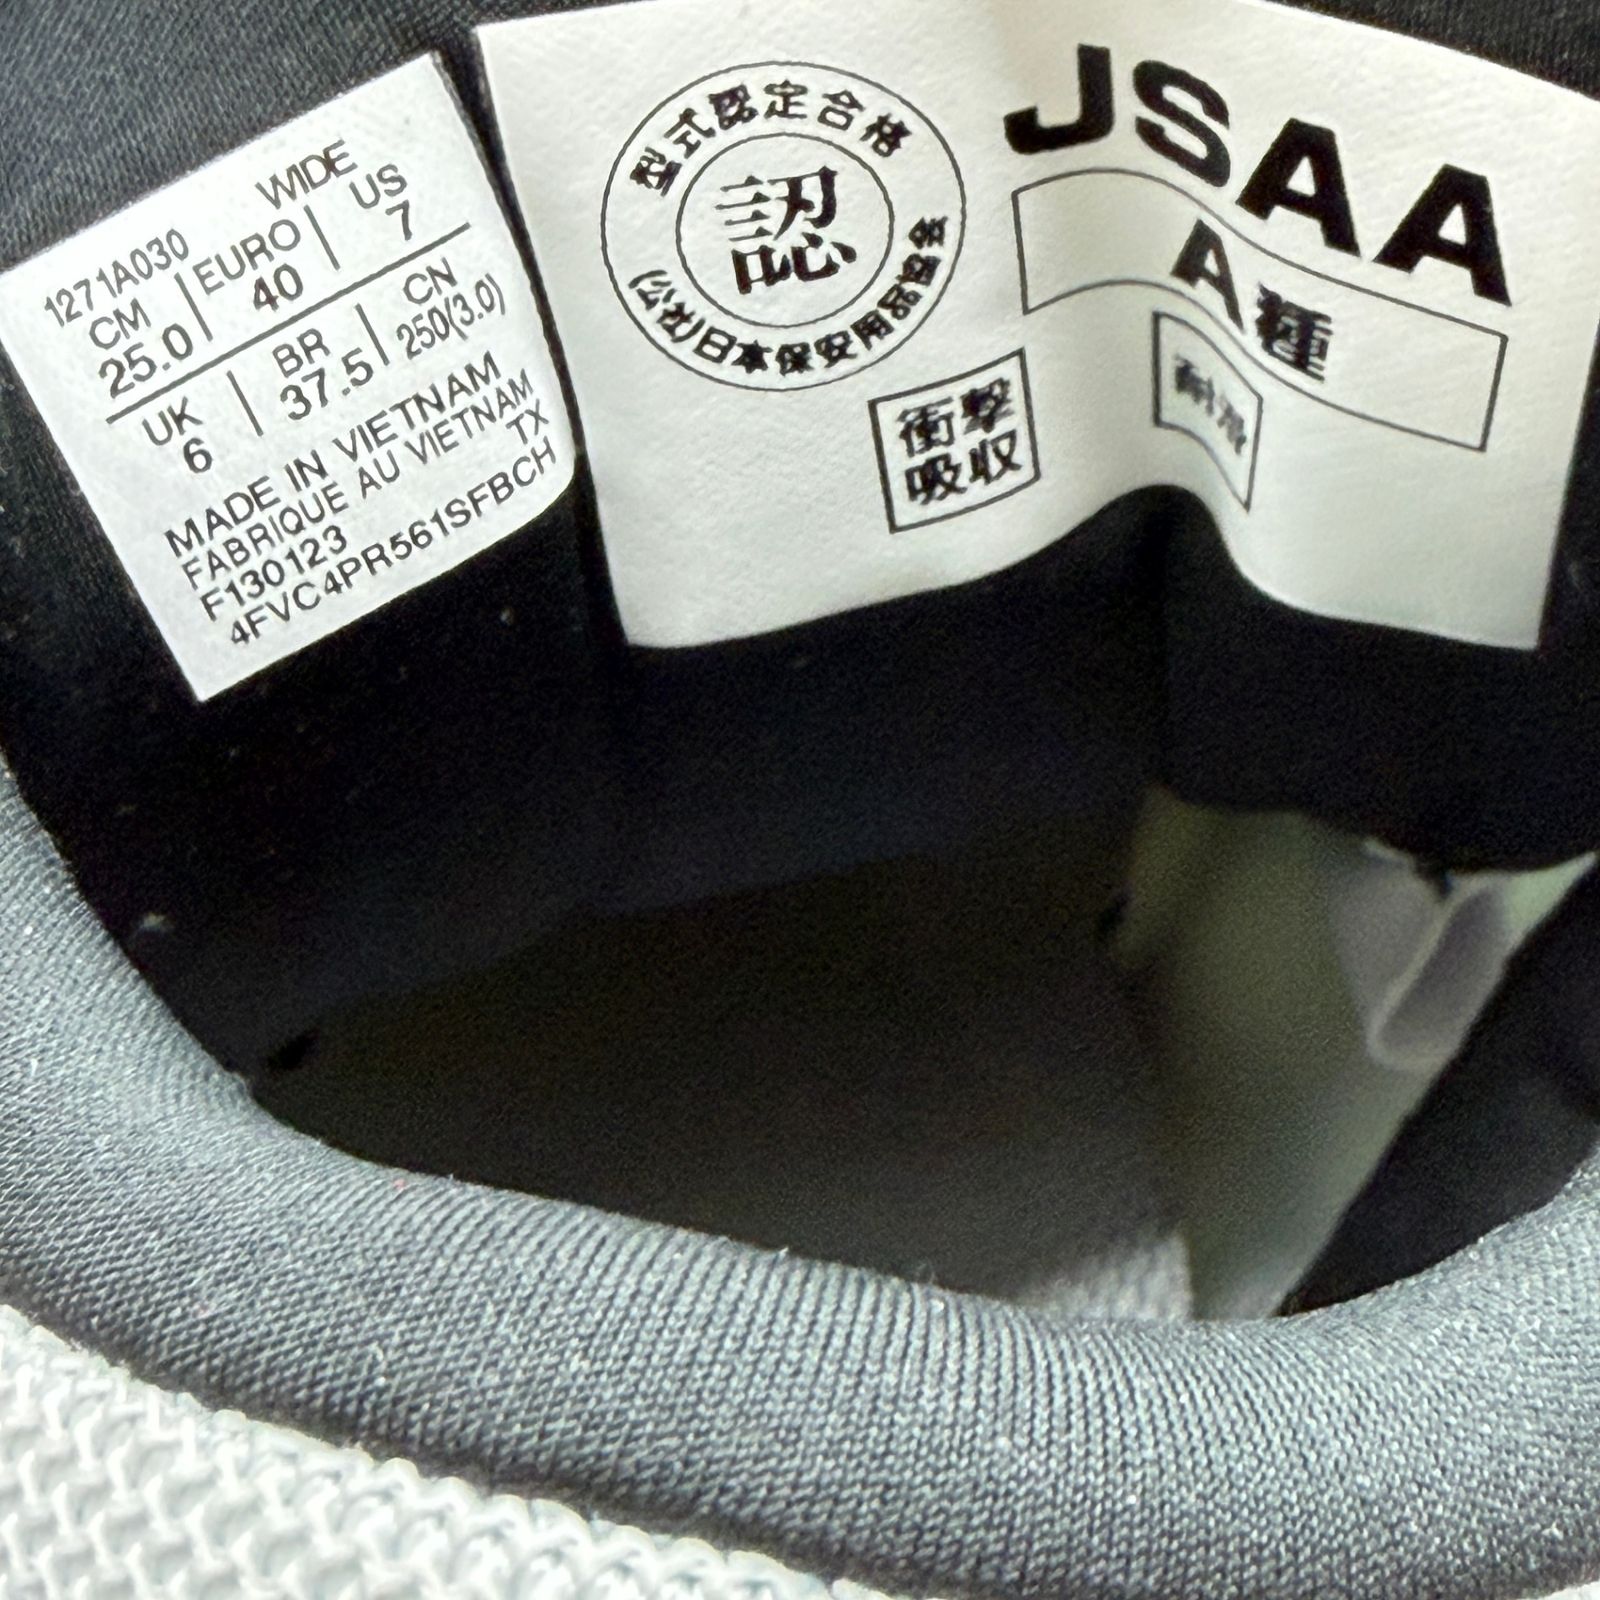 1271A030 WIDE
CM EURO US
25.0 40 7
UK BR CN
6 37.5 250(3.0)
MADE IN VIETNAM
FABRIQUE AU VIETNAM
F130123 TX
4FVC4PR561SFBCH
型式認定合格
認
(公社)日本保安用品協会
JSAA
A種
衝撃
吸収
耐滑